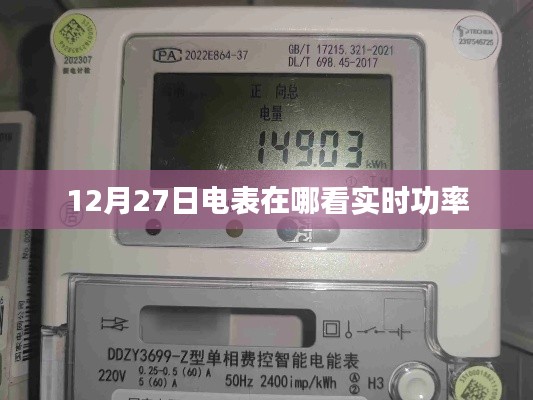 202307
PA 2022E864-37
GB/T 17215.321-2021
DL/T 698.45-2017
正 向总
电量
149.03 kWh
12月27日电表在哪看实时功率
DDZY3699-Z型单相费控智能电能表
220V
0.25-0.5(60)A
5(60)A
50Hz 2400imp/kWh
H3